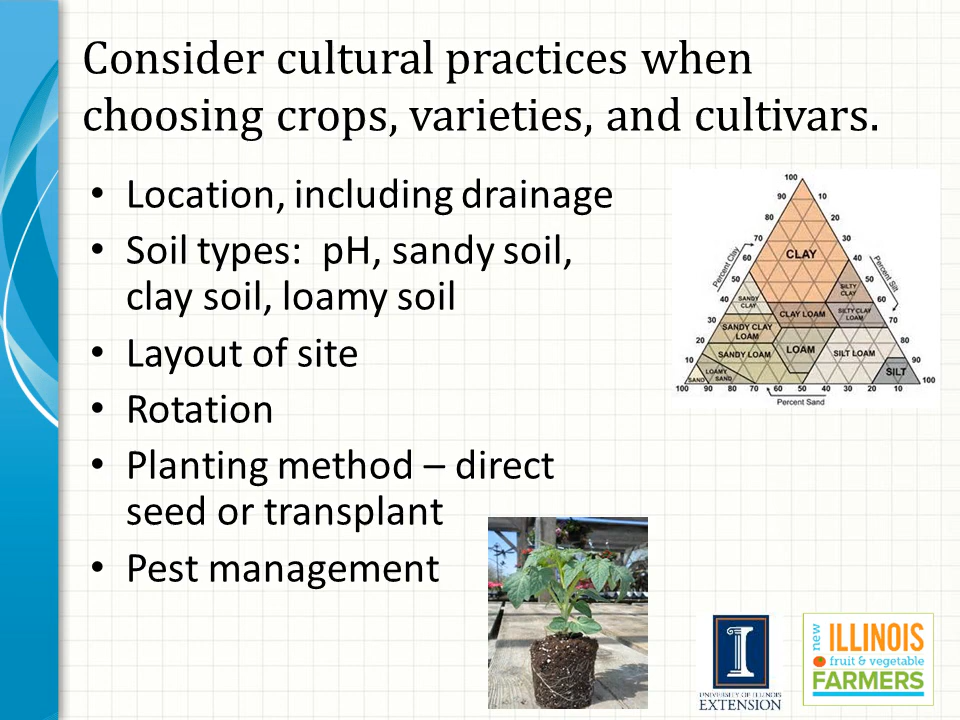 Consider cultural practices when
choosing crops, varieties, and cultivars.
• Location, including drainage
• Soil types:  pH, sandy soil,
clay soil, loamy soil
• Layout of site
• Rotation
• Planting method – direct
seed or transplant
• Pest management
100
90 10
80 20
70 30
60 40
50 50
40 60
30 70
20 80
10 90
100 90 80 70 60 50 40 30 20 10 100
Percent Clay
Percent Silt
Percent Sand
CLAY
SILTY
CLAY
SANDY
CLAY
CLAY LOAM
SILTY CLAY
LOAM
SANDY CLAY
LOAM
LOAM
SILT LOAM
SANDY LOAM
LOAMY
SAND
SAND
SILT
I
UNIVERSITY OF ILLINOIS
EXTENSION
new
ILLINOIS
fruit & vegetable
FARMERS